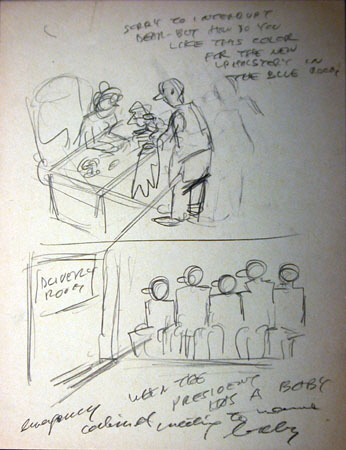 SORRY TO INTERRUPT
DEAR BUT HOW DO YOU
LIKE THIS COLOR
FOR THE NEW
UPHOLSTERY IN
THE BLUE ROOM
DELIVERY
ROOM
WHEN THE
PRESIDENT
HAS A BABY
emergency
cabinet meeting to name
baby